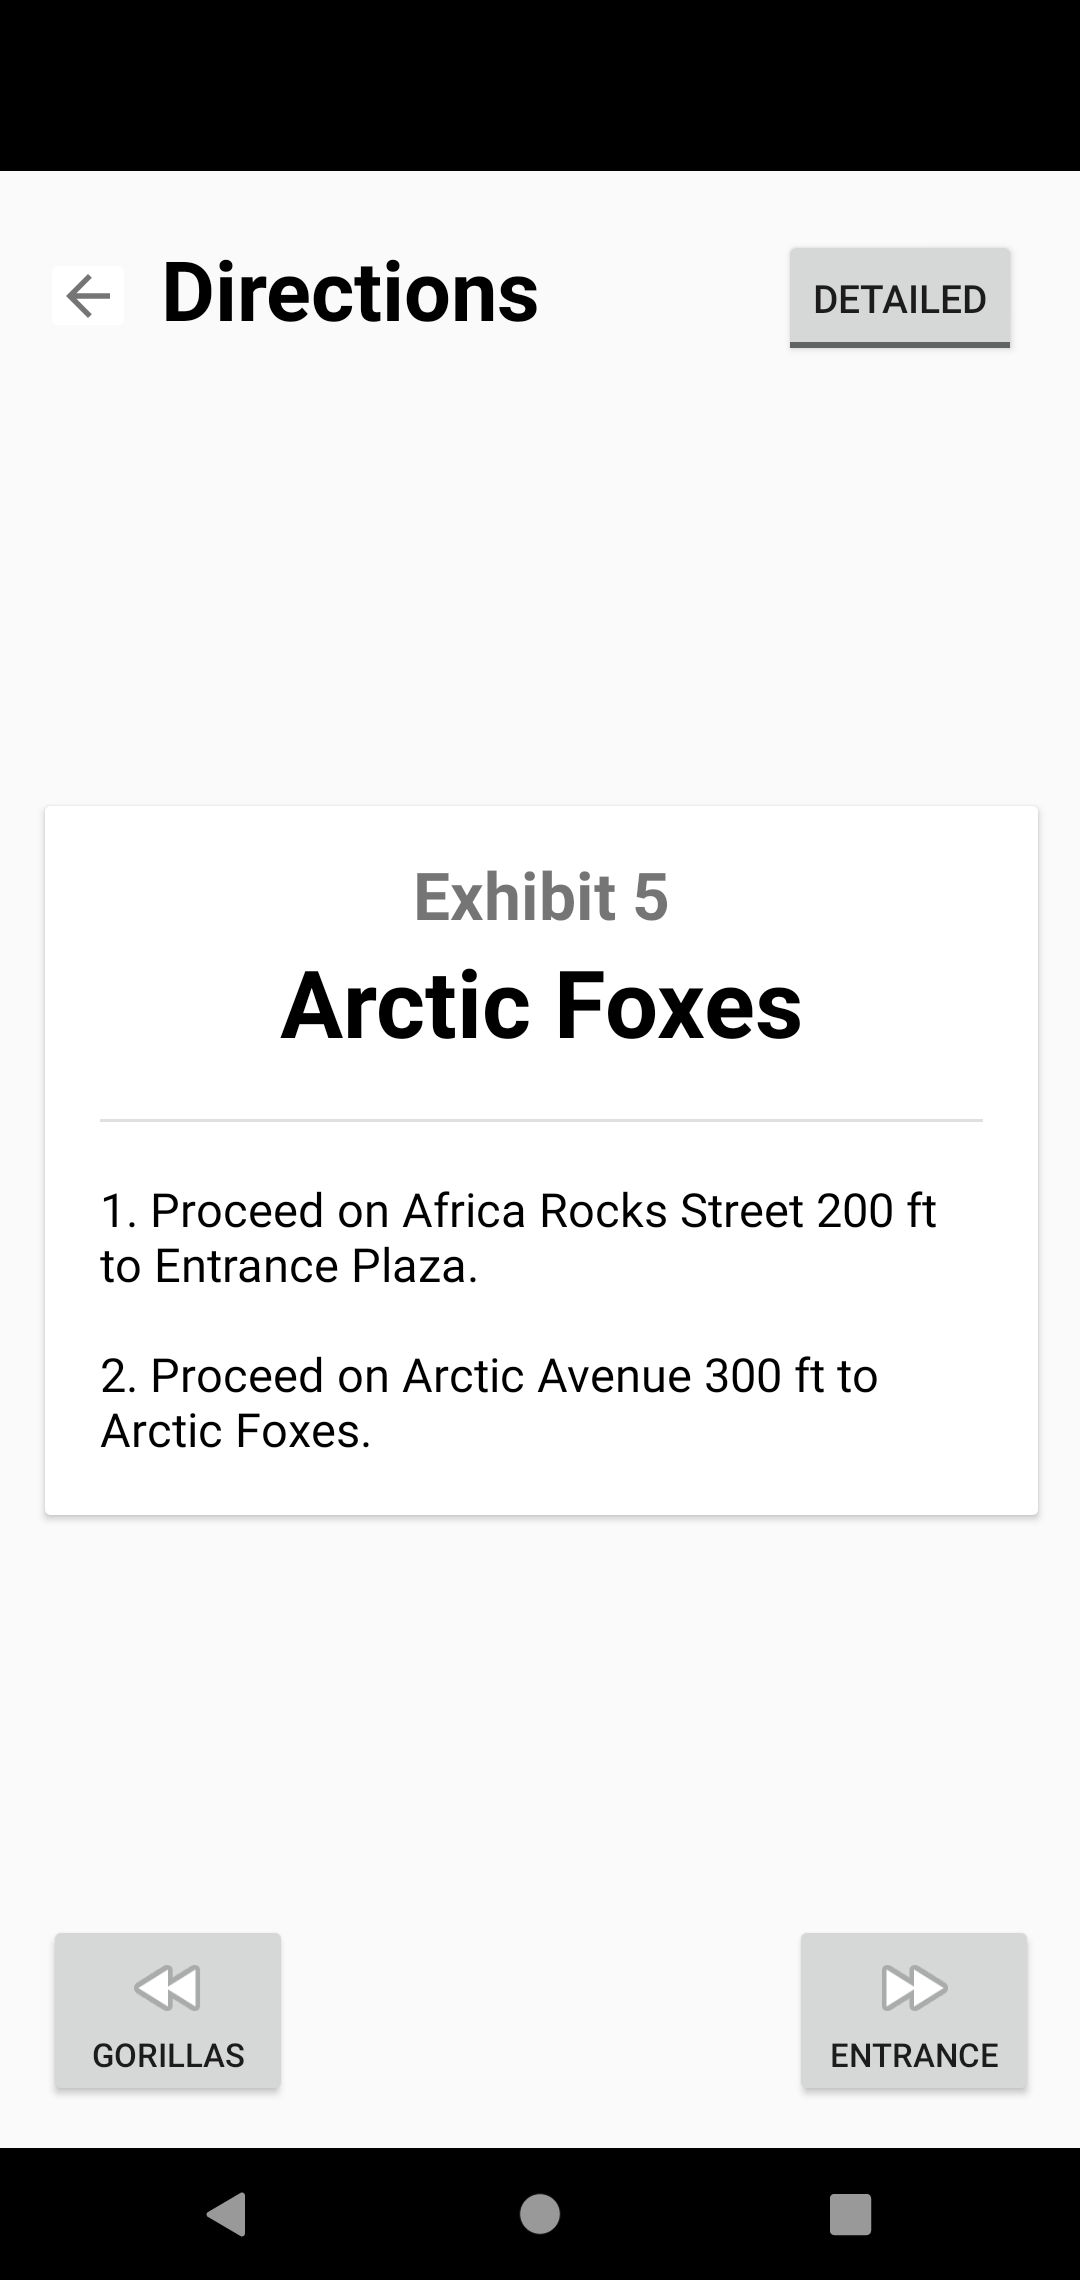 Directions
DETAILED
Exhibit 5
Arctic Foxes
1. Proceed on Africa Rocks Street 200 ft
to Entrance Plaza.
2. Proceed on Arctic Avenue 300 ft to
Arctic Foxes.
GORILLAS
ENTRANCE